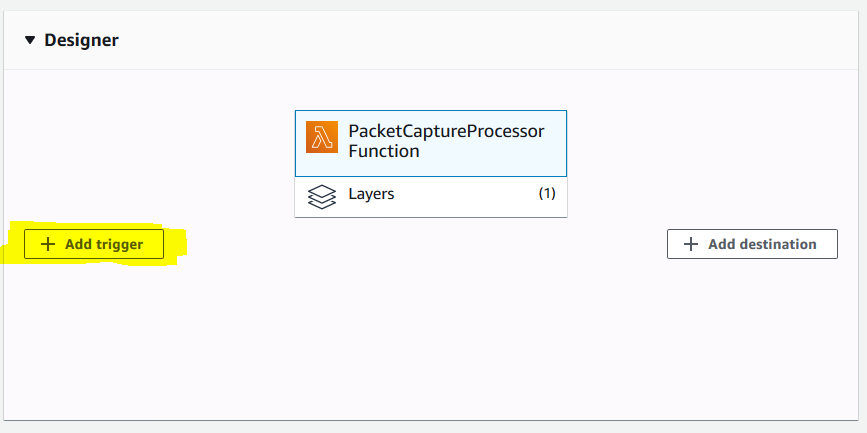 Designer
PacketCaptureProcessor
Function
Layers
(1)
Add trigger
Add destination